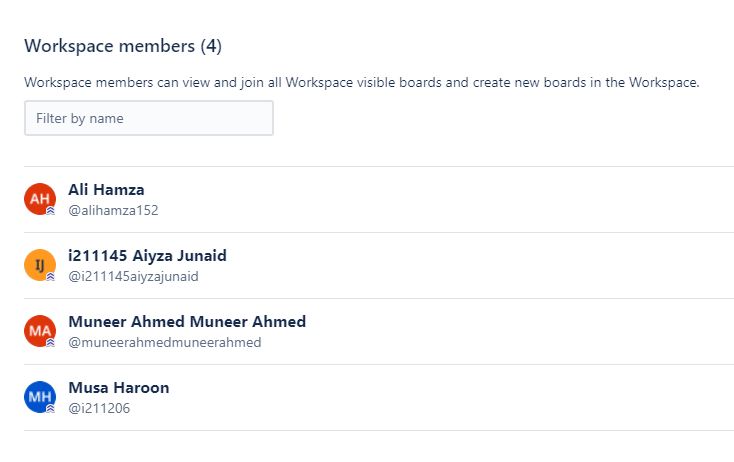 Workspace members (4)
Workspace members can view and join all Workspace visible boards and create new boards in the Workspace.
Filter by name
AH
Ali Hamza
@alihamza152
IJ
i211145 Aiyza Junaid
@i211145aiyzajunaid
MA
Muneer Ahmed Muneer Ahmed
@muneerahmedmuneerahmed
MH
Musa Haroon
@i211206